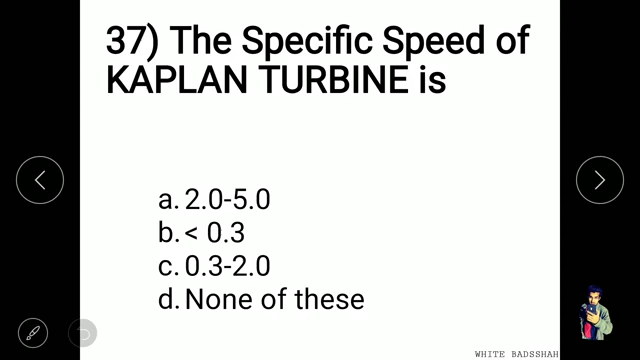 37) The Specific Speed of
KAPLAN TURBINE is
a. 2.0-5.0
b. < 0.3
c. 0.3-2.0
d. None of these
WHITE BADSSHAH